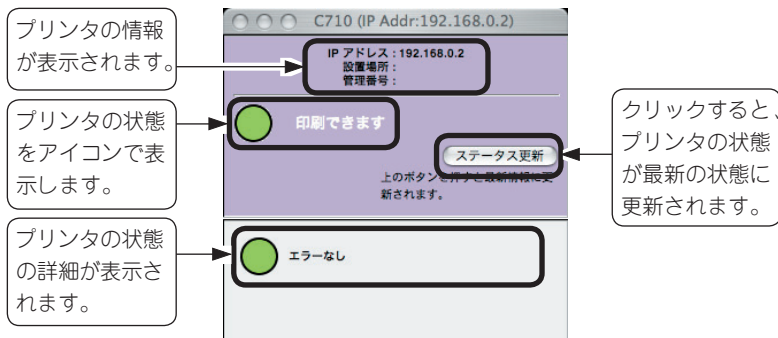 プリンタの情報
が表示されます。
プリンタの状態
をアイコンで表
示します。
プリンタの状態
の詳細が表示さ
れます。
C710 (IP Addr:192.168.0.2)
IP アドレス : 192.168.0.2
設置場所 :
管理番号 :
印刷できます
ステータス更新
上のボタンを押すと最新情報に更
新されます。
エラーなし
クリックすると、
プリンタの状態
が最新の状態に
更新されます。